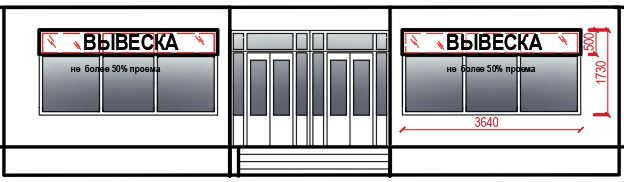 ВЫВЕСКА
не более 50% проема
ВЫВЕСКА
не более 50% проема
500
1730
3640